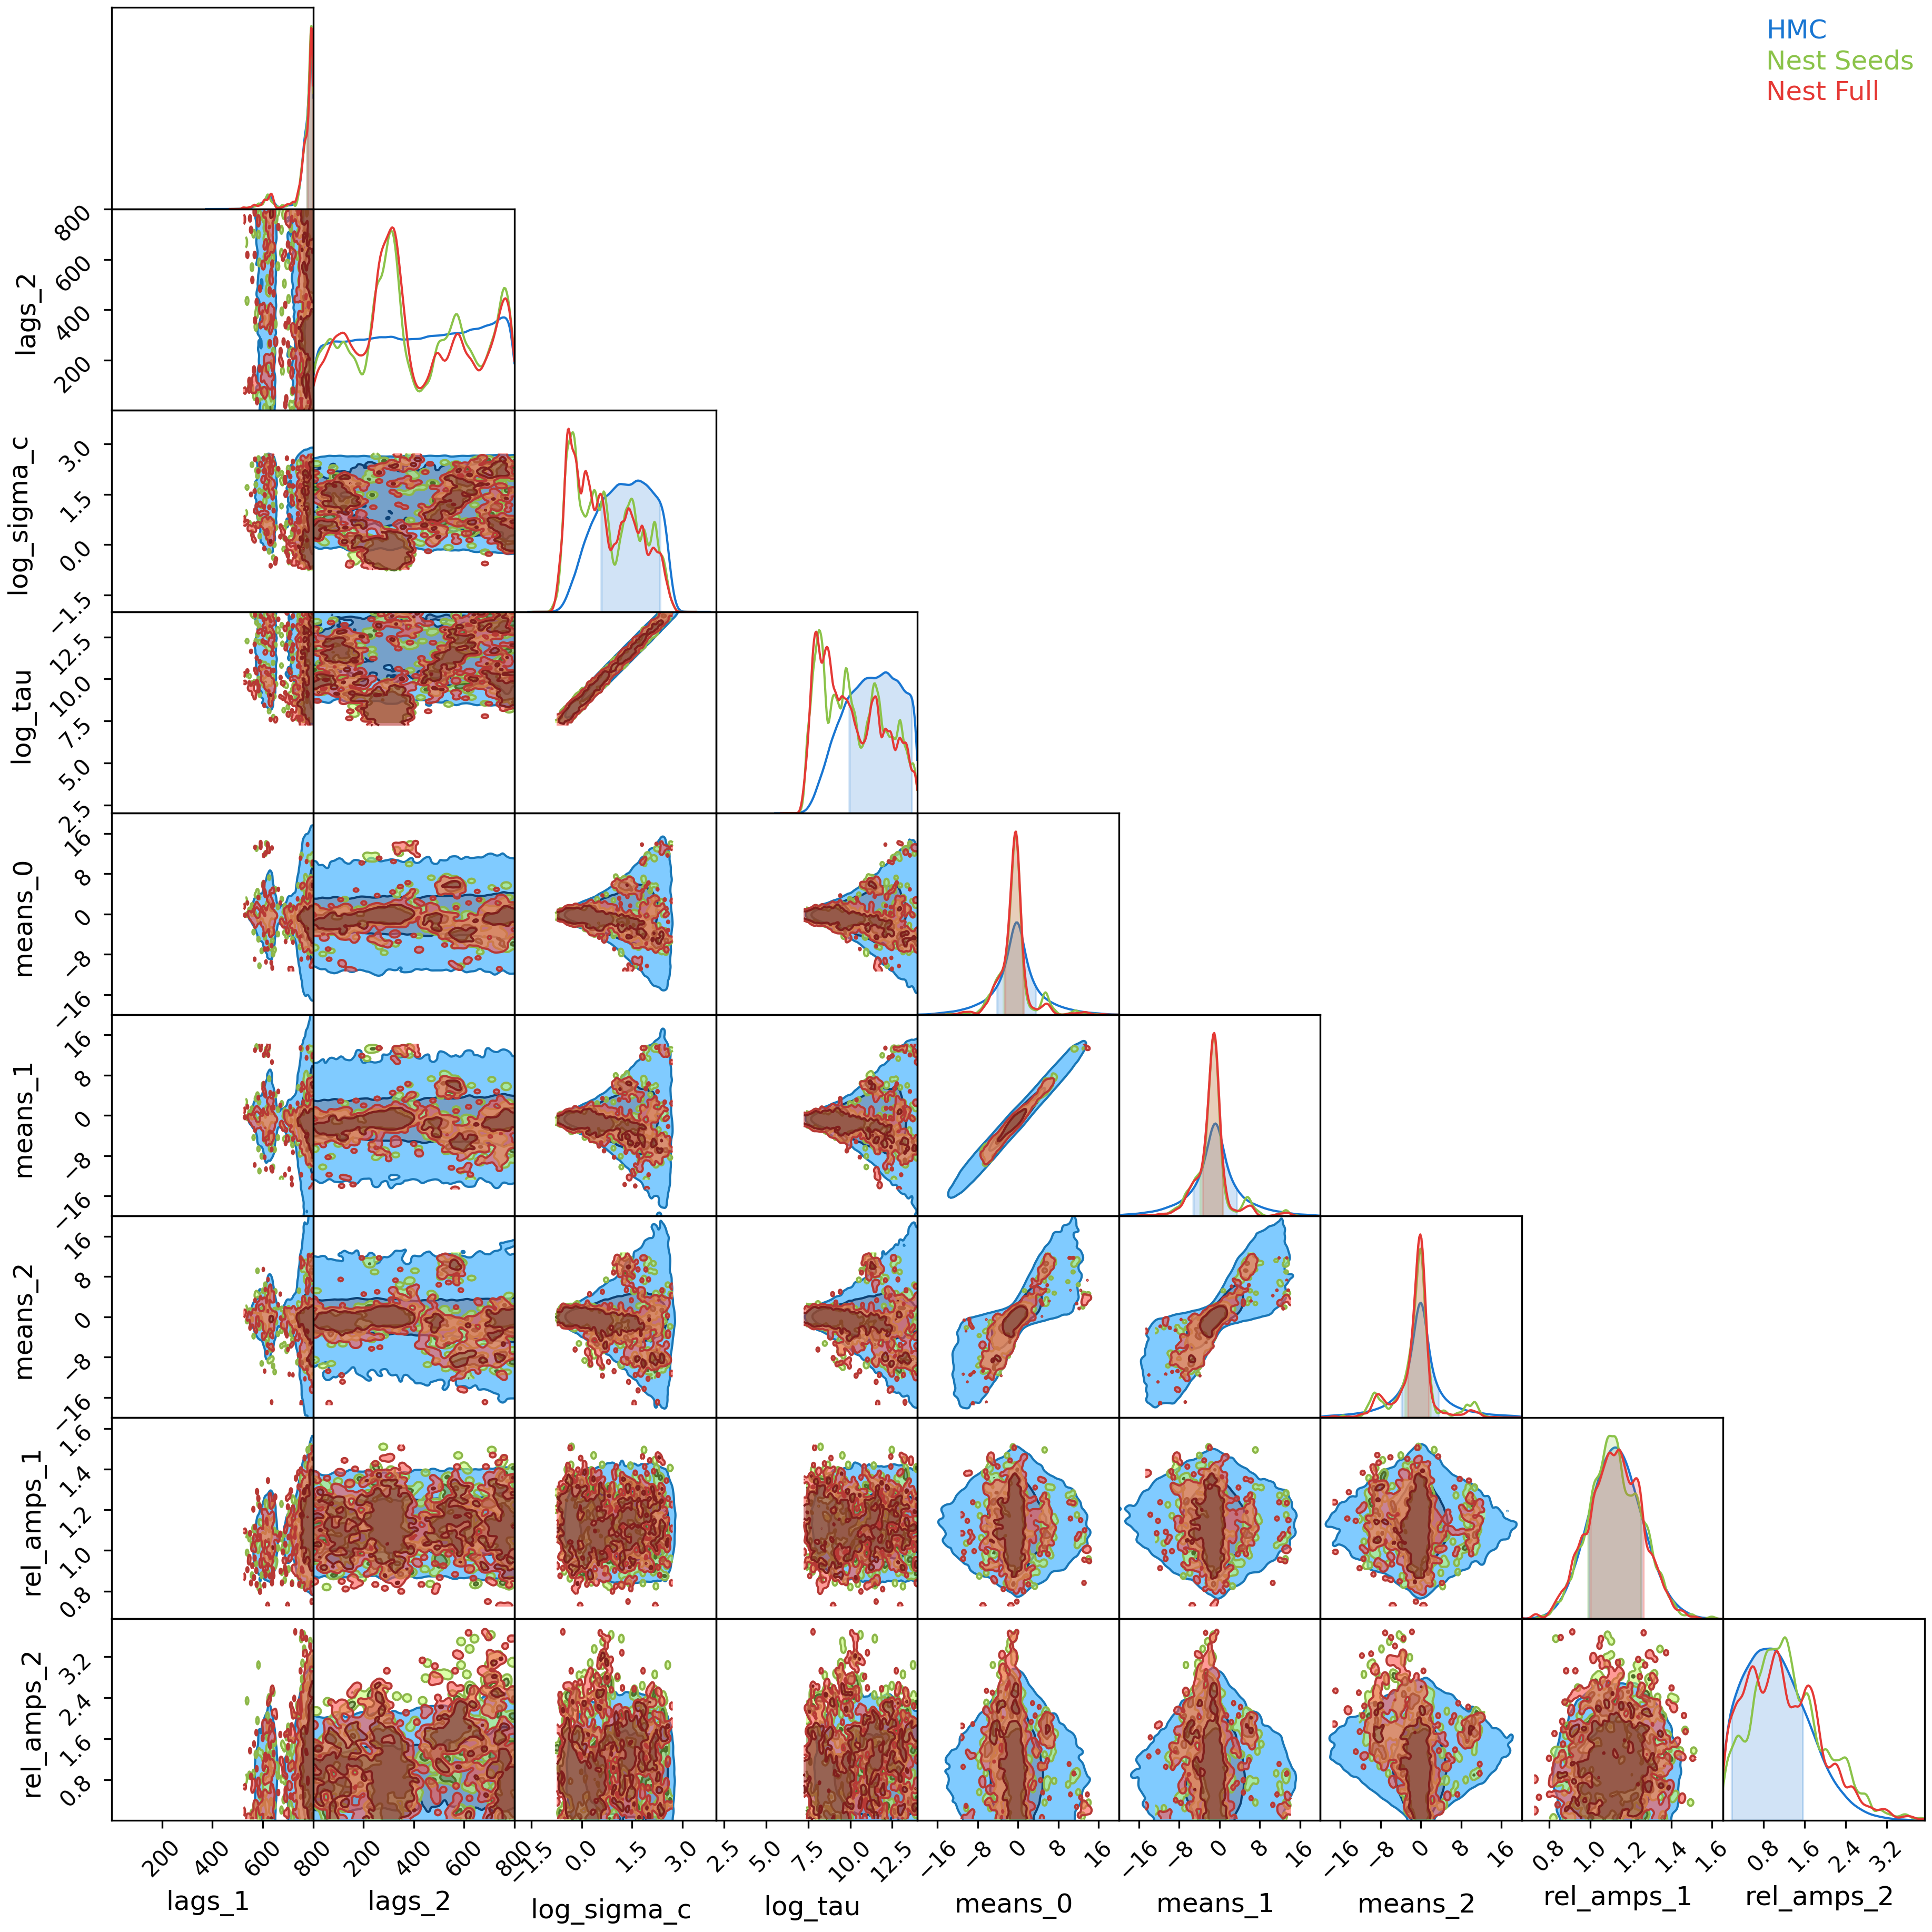 HMC
Nest Seeds
Nest Full
800
600
400
200
lags_2
3.0
1.5
0.0
−1.5
log_sigma_c
12.5
10.0
7.5
5.0
2.5
log_tau
16
8
0
−8
−16
means_0
16
8
0
−8
−16
means_1
16
8
0
−8
−16
means_2
1.6
1.4
1.2
1.0
0.8
rel_amps_1
3.2
2.4
1.6
0.8
rel_amps_2
200 400 600 800 200 400 600 800 −1.5 0.0 1.5 3.0 2.5 5.0 7.5 10.0 12.5 −16 −8 0 8 16 −16 −8 0 8 16 −16 −8 0 8 16 0.8 1.0 1.2 1.4 1.6 0.8 1.6 2.4 3.2
lags_1 lags_2 log_sigma_c log_tau means_0 means_1 means_2 rel_amps_1 rel_amps_2